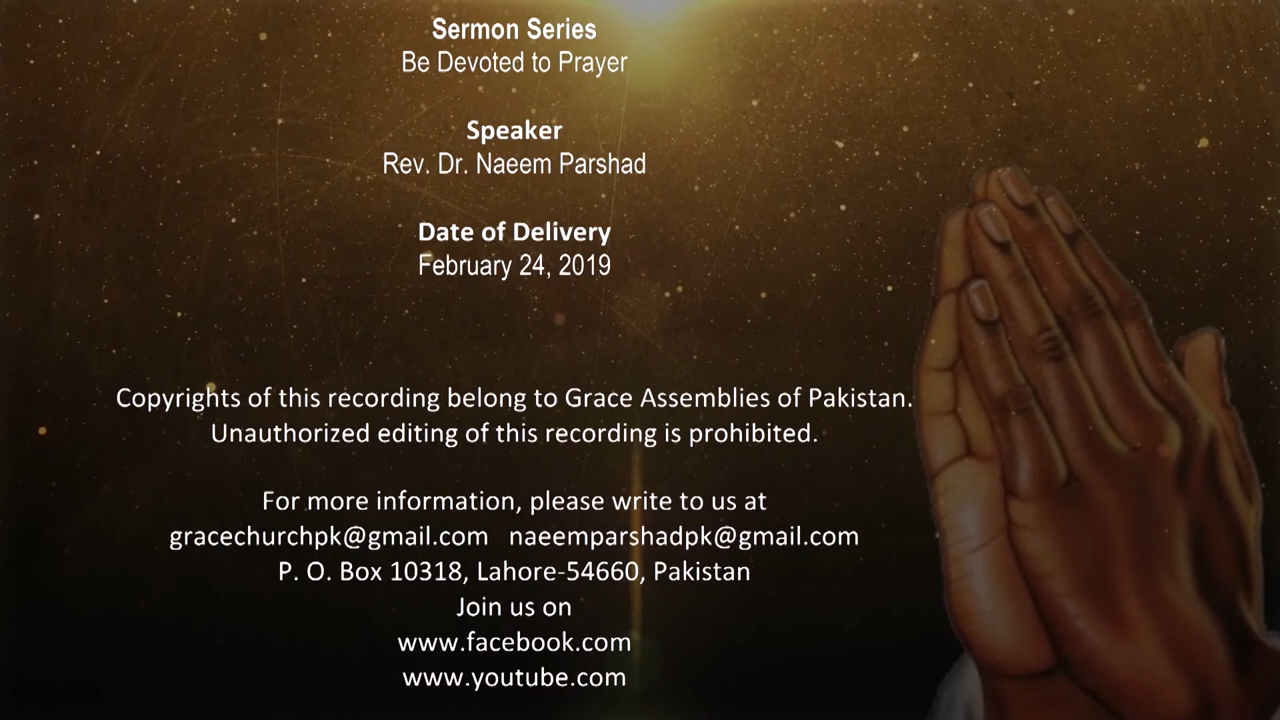 Sermon Series
Be Devoted to Prayer
Speaker
Rev. Dr. Naeem Parshad
Date of Delivery
February 24, 2019
Copyrights of this recording belong to Grace Assemblies of Pakistan.
Unauthorized editing of this recording is prohibited.
For more information, please write to us at
gracechurchpk@gmail.com naeemparshadpk@gmail.com
P. O. Box 10318, Lahore-54660, Pakistan
Join us on
www.facebook.com
www.youtube.com